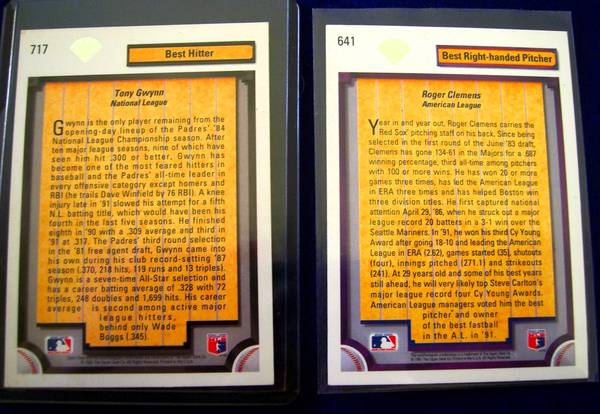 717
Best Hitter
Tony Gwynn
National League
Gwynn is the only player remaining from the
opening-day lineup of the Padres' '84
National League Championship season. After
ten major league seasons, nine of which have
seen him hit .300 or better, Gwynn has
become one of the most feared hitters in
baseball and the Padres' all-time leader in
every offensive category except homers and
RBI (he trails Dave Winfield by 76 RBI). A knee
injury late in '91 slowed his attempt for a fifth
N.L. batting title, which would have been his
fourth in the last five seasons. He finished
eighth in '90 with a .309 average and third in
'91 at .317. The Padres' third round selection
in the '81 free agent draft, Gwynn came into
his own during his club record-setting '87
season (.370, 218 hits, 119 runs and 13 triples).
Gwynn is a seven-time All-Star selection and
has a career batting average of .328 with 72
triples, 248 doubles and 1,699 hits. His career
average is second among active major
league hitters,
behind only Wade
Boggs (.345).
641
Best Right-handed Pitcher
Roger Clemens
American League
Year in and year out, Roger Clemens carries the
Red Sox' pitching staff on his back. Since being
selected in the first round of the June '83 draft,
Clemens has gone 134-61 in the Majors for a .687
winning percentage, third all-time among pitchers
with 100 or more wins. He has won 20 or more
games three times, has led the American League
in ERA three times and has helped Boston win
three division titles. He first captured national
attention April 29, '86, when he struck out a major
league record 20 batters in a 3-1 win over the
Seattle Mariners. In '91, he won his third Cy Young
Award after going 18-10 and leading the American
League in ERA (2.62), games started (35), shutouts
(four), innings pitched (271.1) and strikeouts
(241). At 29 years old and some of his best years
still ahead, he will very likely top Steve Carlton's
major league record four Cy Young Awards.
American League managers voted him the best
pitcher and owner
of the best fastball
in the A.L. in '91.